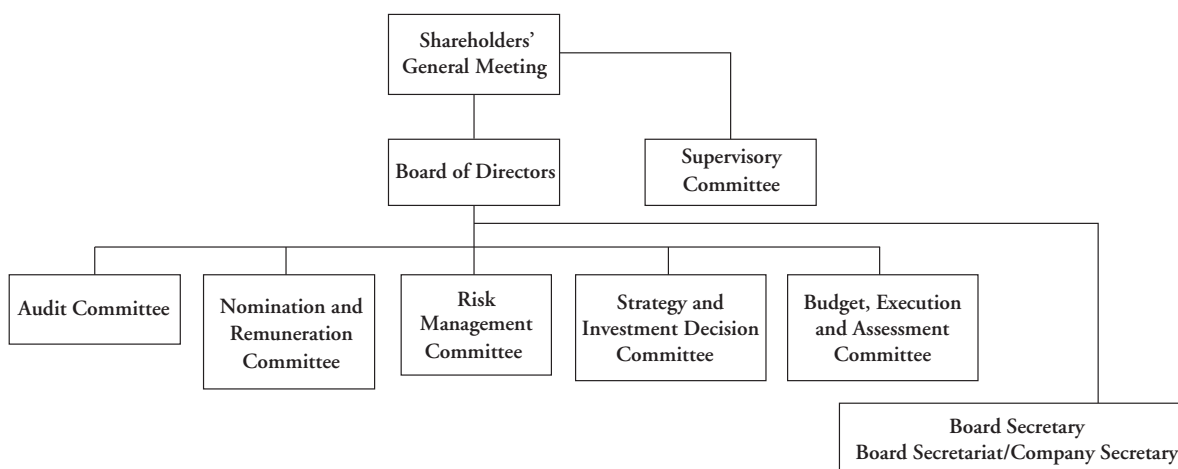 Shareholders’
General Meeting
Board of Directors
Supervisory
Committee
Audit Committee
Nomination and
Remuneration
Committee
Risk
Management
Committee
Strategy and
Investment Decision
Committee
Budget, Execution
and Assessment
Committee
Board Secretary
Board Secretariat/Company Secretary